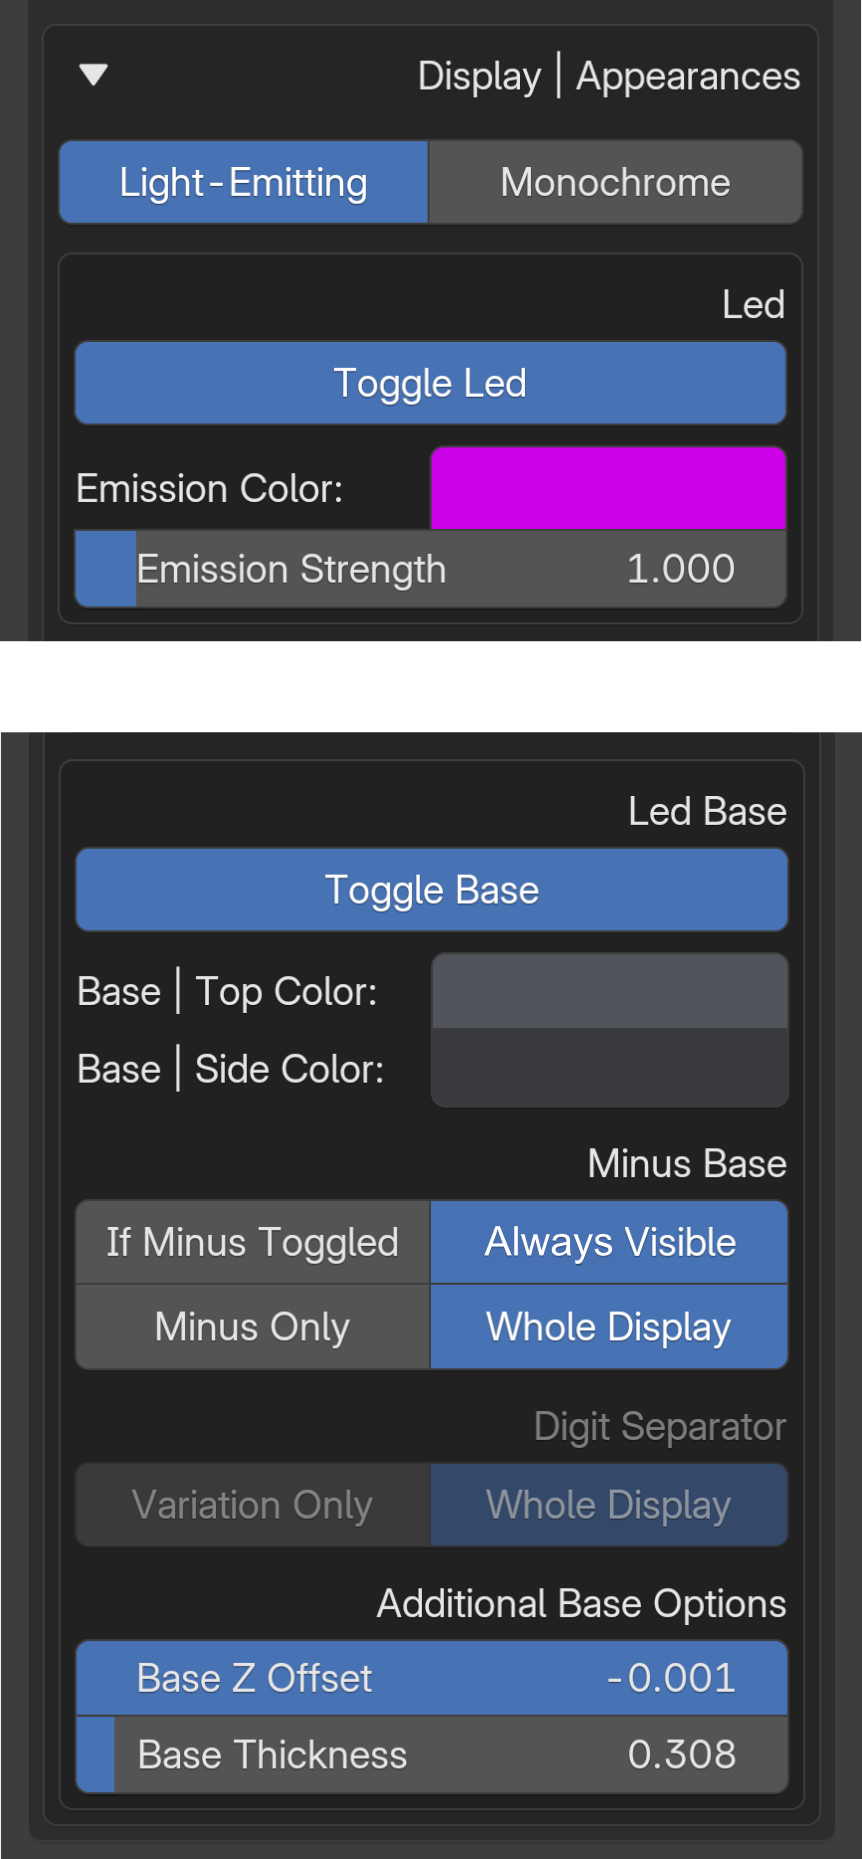 Display | Appearances
Light-Emitting Monochrome
Led
Toggle Led
Emission Color:
Emission Strength 1.000
Led Base
Toggle Base
Base | Top Color:
Base | Side Color:
Minus Base
If Minus Toggled Always Visible
Minus Only Whole Display
Digit Separator
Variation Only Whole Display
Additional Base Options
Base Z Offset -0.001
Base Thickness 0.308